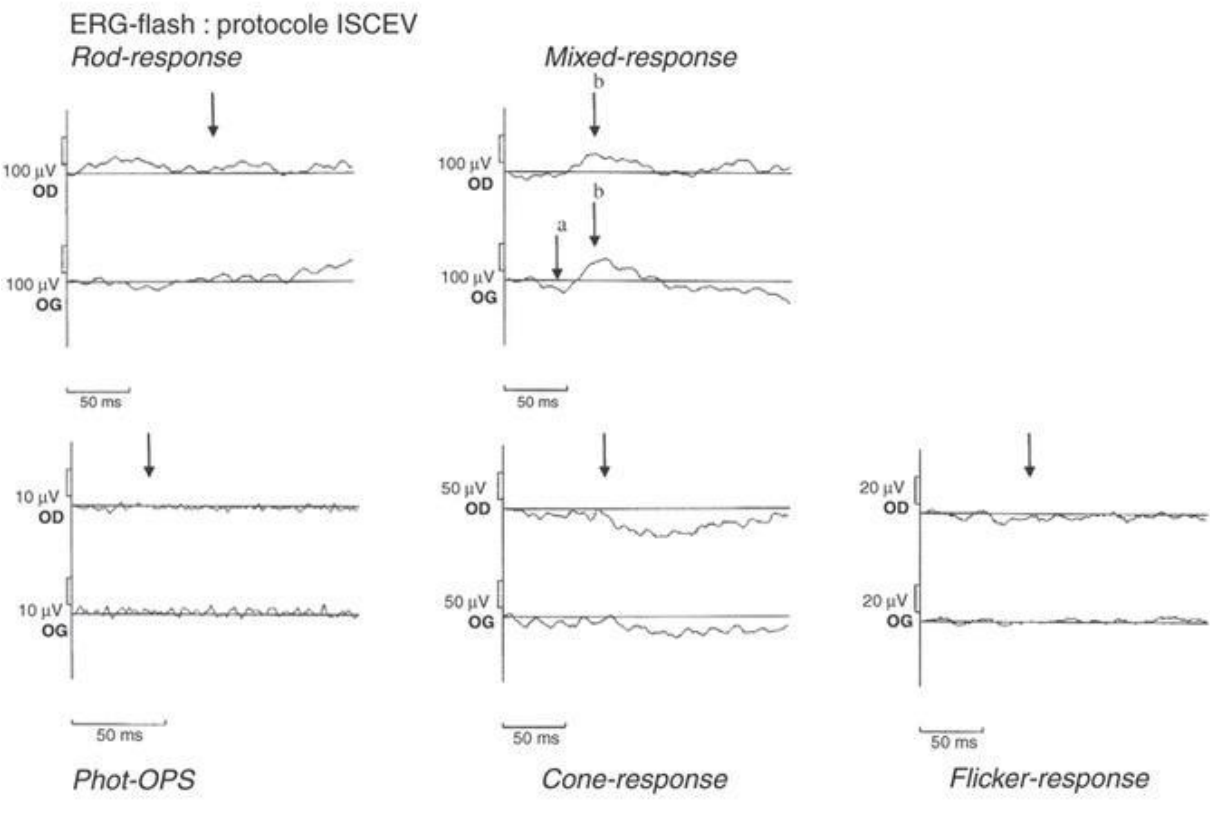 ERG-flash : protocole ISCEV
Rod-response
Mixed-response
b
100 µV
OD
100 µV
OD
b
a
100 µV
OG
100 µV
OG
50 ms
50 ms
10 µV
OD
50 µV
OD
20 µV
OD
10 µV
OG
50 µV
OG
20 µV
OG
50 ms
50 ms
50 ms
Phot-OPS
Cone-response
Flicker-response